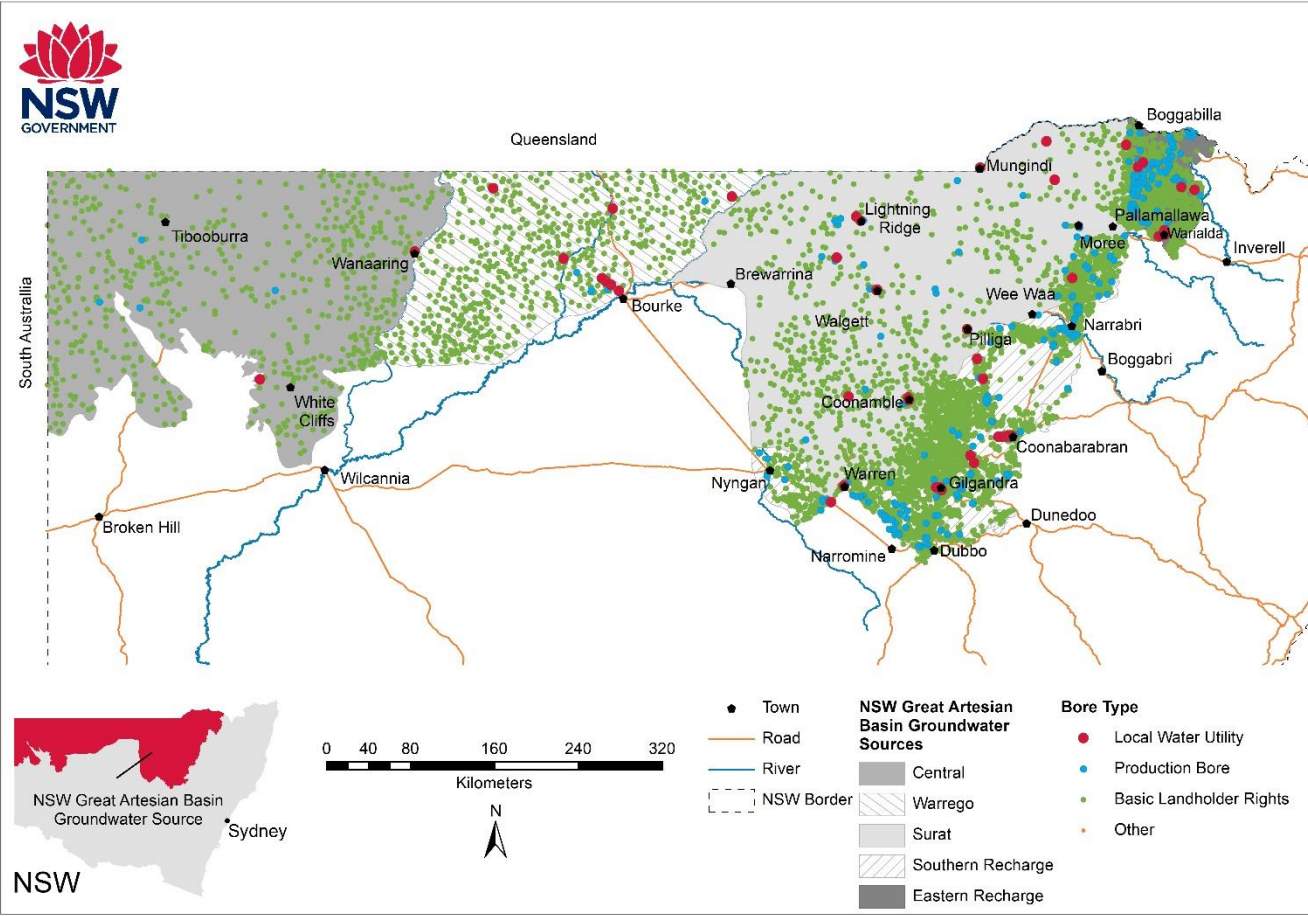 NSW
GOVERNMENT
Queensland
South Australlia
Boggabilla
Mungindi
Lightning
Ridge
Pallamallawa
Warialda
Moree
Inverell
Tibooburra
Wanaaring
Brewarrina
Bourke
Wee Waa
Walgett
Narrabri
Pilliga
Boggabri
White
Cliffs
Coonamble
Coonabarabran
Wilcannia
Nyngan
Warren
Gilgandra
Broken Hill
Dunedoo
Narromine
Dubbo
NSW Great Artesian Basin
Groundwater Source
Sydney
NSW
0 40 80 160 240 320
Kilometers
N
Town
Road
River
NSW Border
NSW Great Artesian
Basin Groundwater
Sources
Central
Warrego
Surat
Southern Recharge
Eastern Recharge
Bore Type
Local Water Utility
Production Bore
Basic Landholder Rights
Other